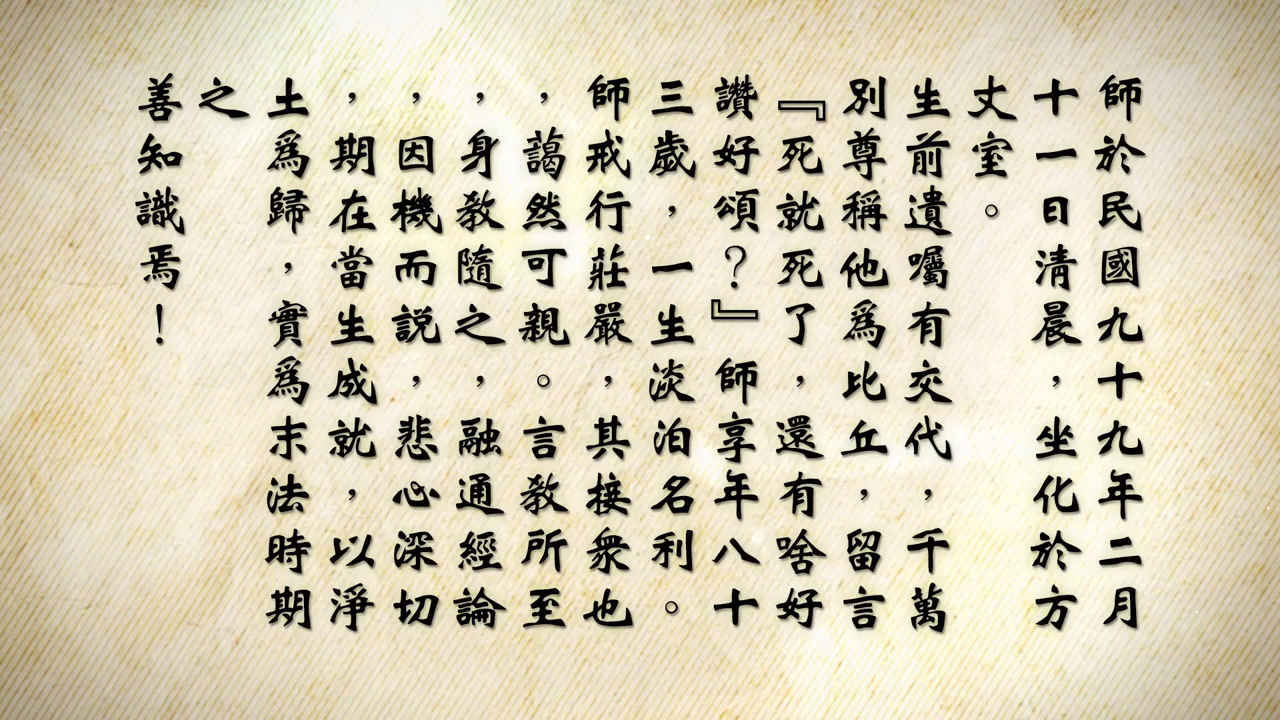 師於民國九十九年二月
十一日清晨，坐化於方
丈室。
生前遺囑有交代，千萬
別尊稱他爲比丘，留言
『死就死了，還有啥好
讚好頌？』師享年八十
三歲，一生淡泊名利。
師戒行莊嚴，其接衆也
，藹然可親。言教所至
，身教隨之，融通經論
，因機而説，悲心深切
，期在當生成就，以淨
土爲歸，實爲末法時期
之
善知識焉！